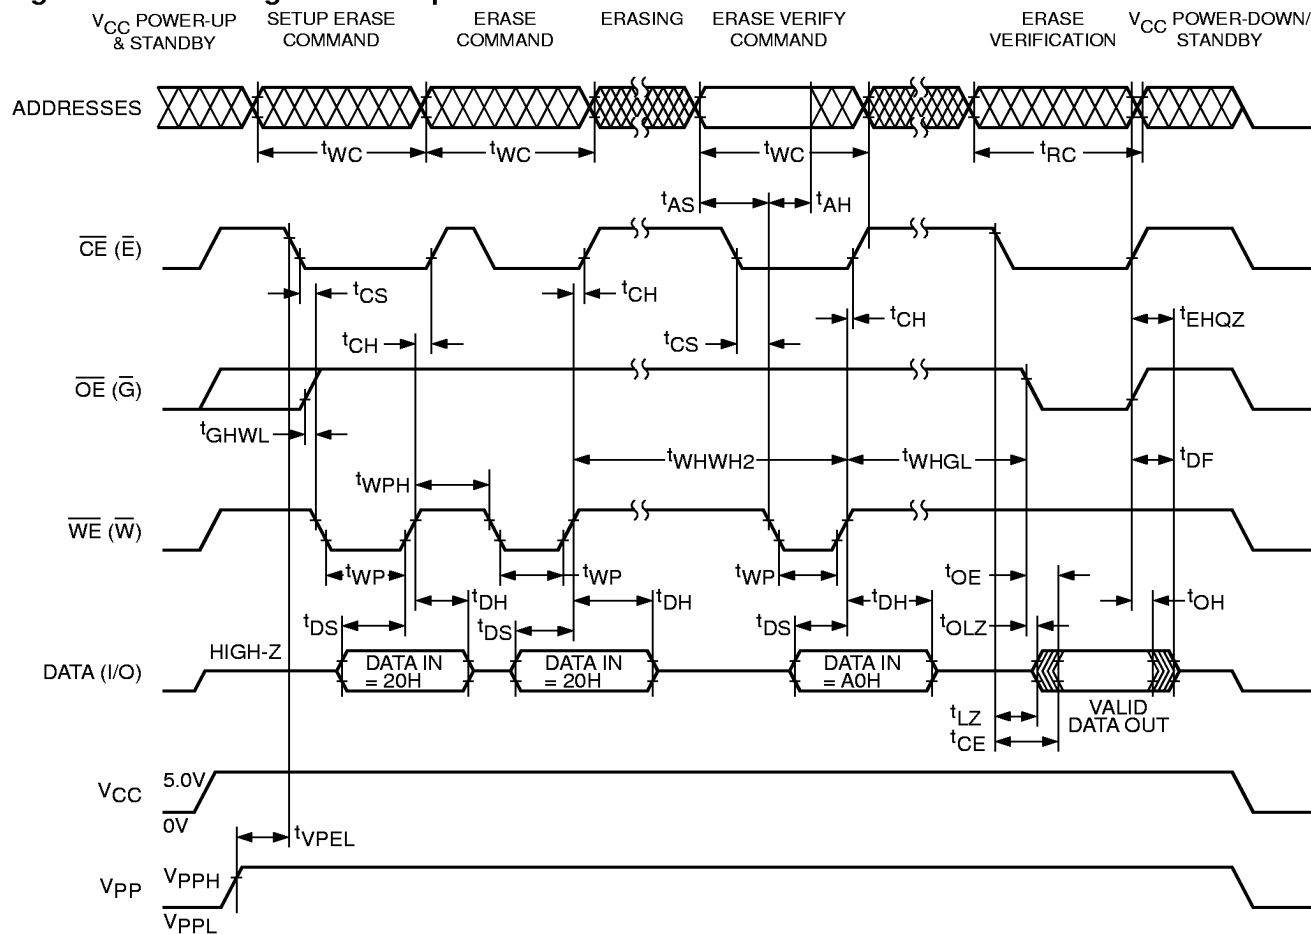 VCC POWER-UP & STANDBY
SETUP ERASE COMMAND
ERASE COMMAND
ERASING
ERASE VERIFY COMMAND
ERASE VERIFICATION
VCC POWER-DOWN/ STANDBY
ADDRESSES
tWC
tWC
tWC
tRC
tAS
tAH
CE (E)
tCS
tCH
tCH
tCS
tCH
tEHQZ
OE (G)
tGHWL
tWHWH2
tWHGL
tDF
tWPH
WE (W)
tWP
tWP
tWP
tOE
tDH
tDH
tDH
tOH
tDS
tDS
tDS
tOLZ
DATA (I/O)
HIGH-Z
DATA IN = 20H
DATA IN = 20H
DATA IN = A0H
VALID DATA OUT
tLZ
tCE
VCC
5.0V
0V
tVPEL
VPP
VPPH
VPPL